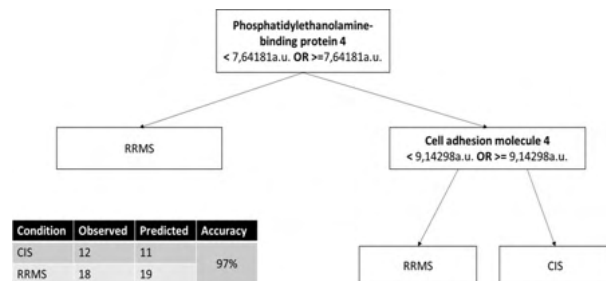 Phosphatidylethanolamine-
binding protein 4
< 7,64181a.u. OR >=7,64181a.u.
RRMS
Cell adhesion molecule 4
< 9,14298a.u. OR >= 9,14298a.u.
Condition Observed Predicted Accuracy
CIS 12 11 97%
RRMS 18 19
RRMS
CIS